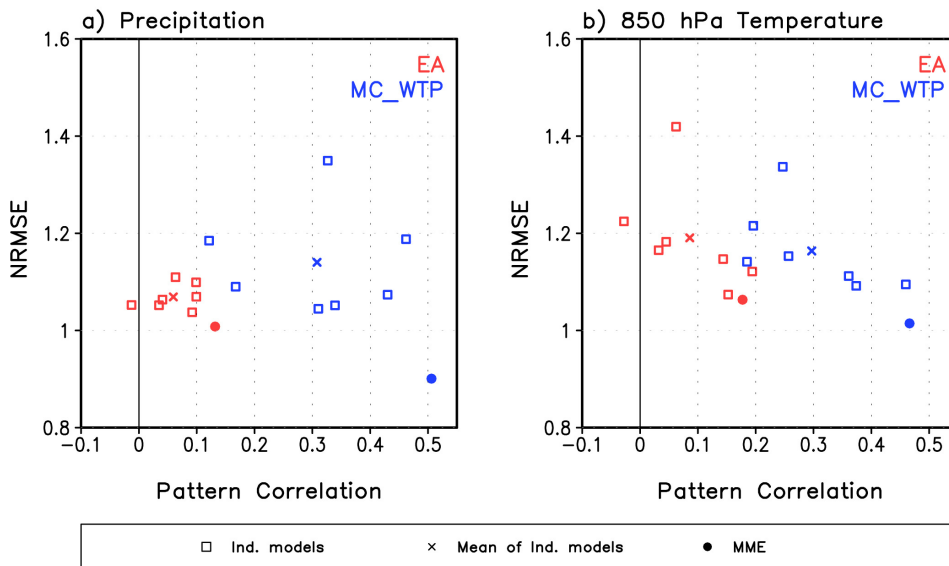 a) Precipitation
b) 850 hPa Temperature
1.6
1.4
1.2
1
0.8
NRMSE
EA
MC_WTP
-0.1 0 0.1 0.2 0.3 0.4 0.5
Pattern Correlation
1.6
1.4
1.2
1
0.8
NRMSE
EA
MC_WTP
-0.1 0 0.1 0.2 0.3 0.4 0.5
Pattern Correlation
Ind. models Mean of Ind. models MME